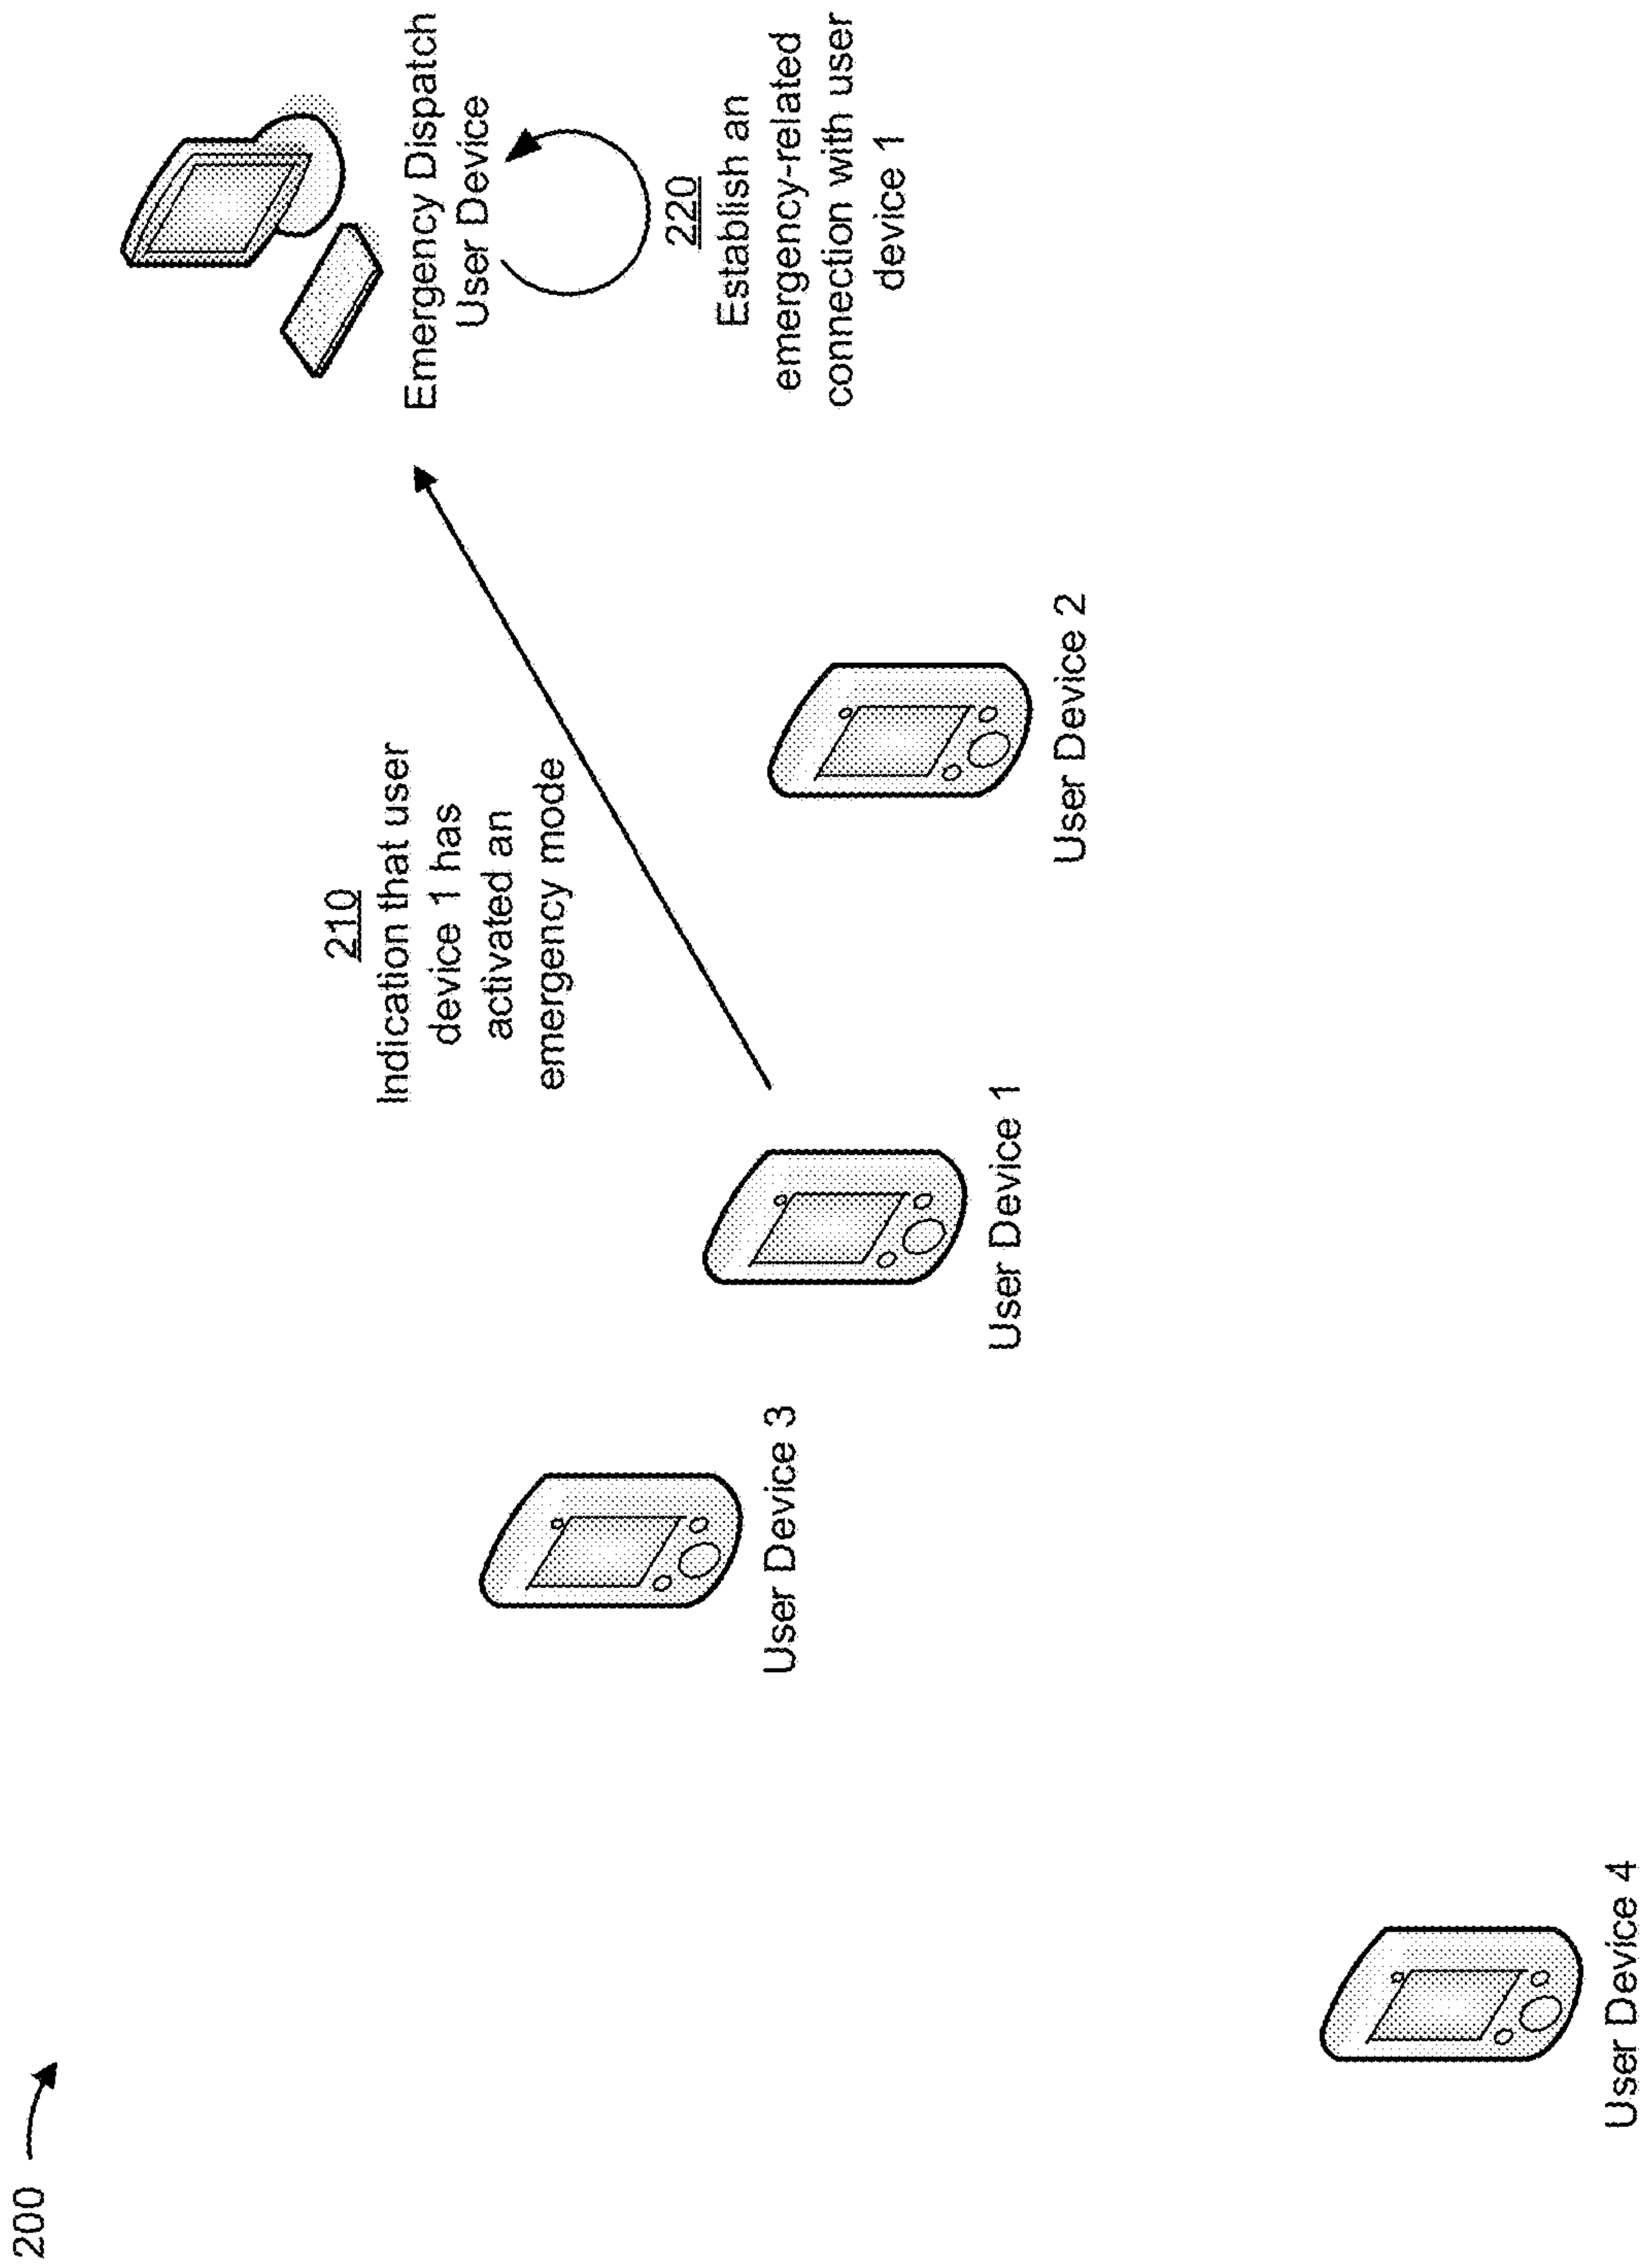 200
210
Indication that user
device 1 has
activated an
emergency mode
Emergency Dispatch
User Device
220
Establish an
emergency-related
connection with user
device 1
User Device 3
User Device 1
User Device 2
User Device 4